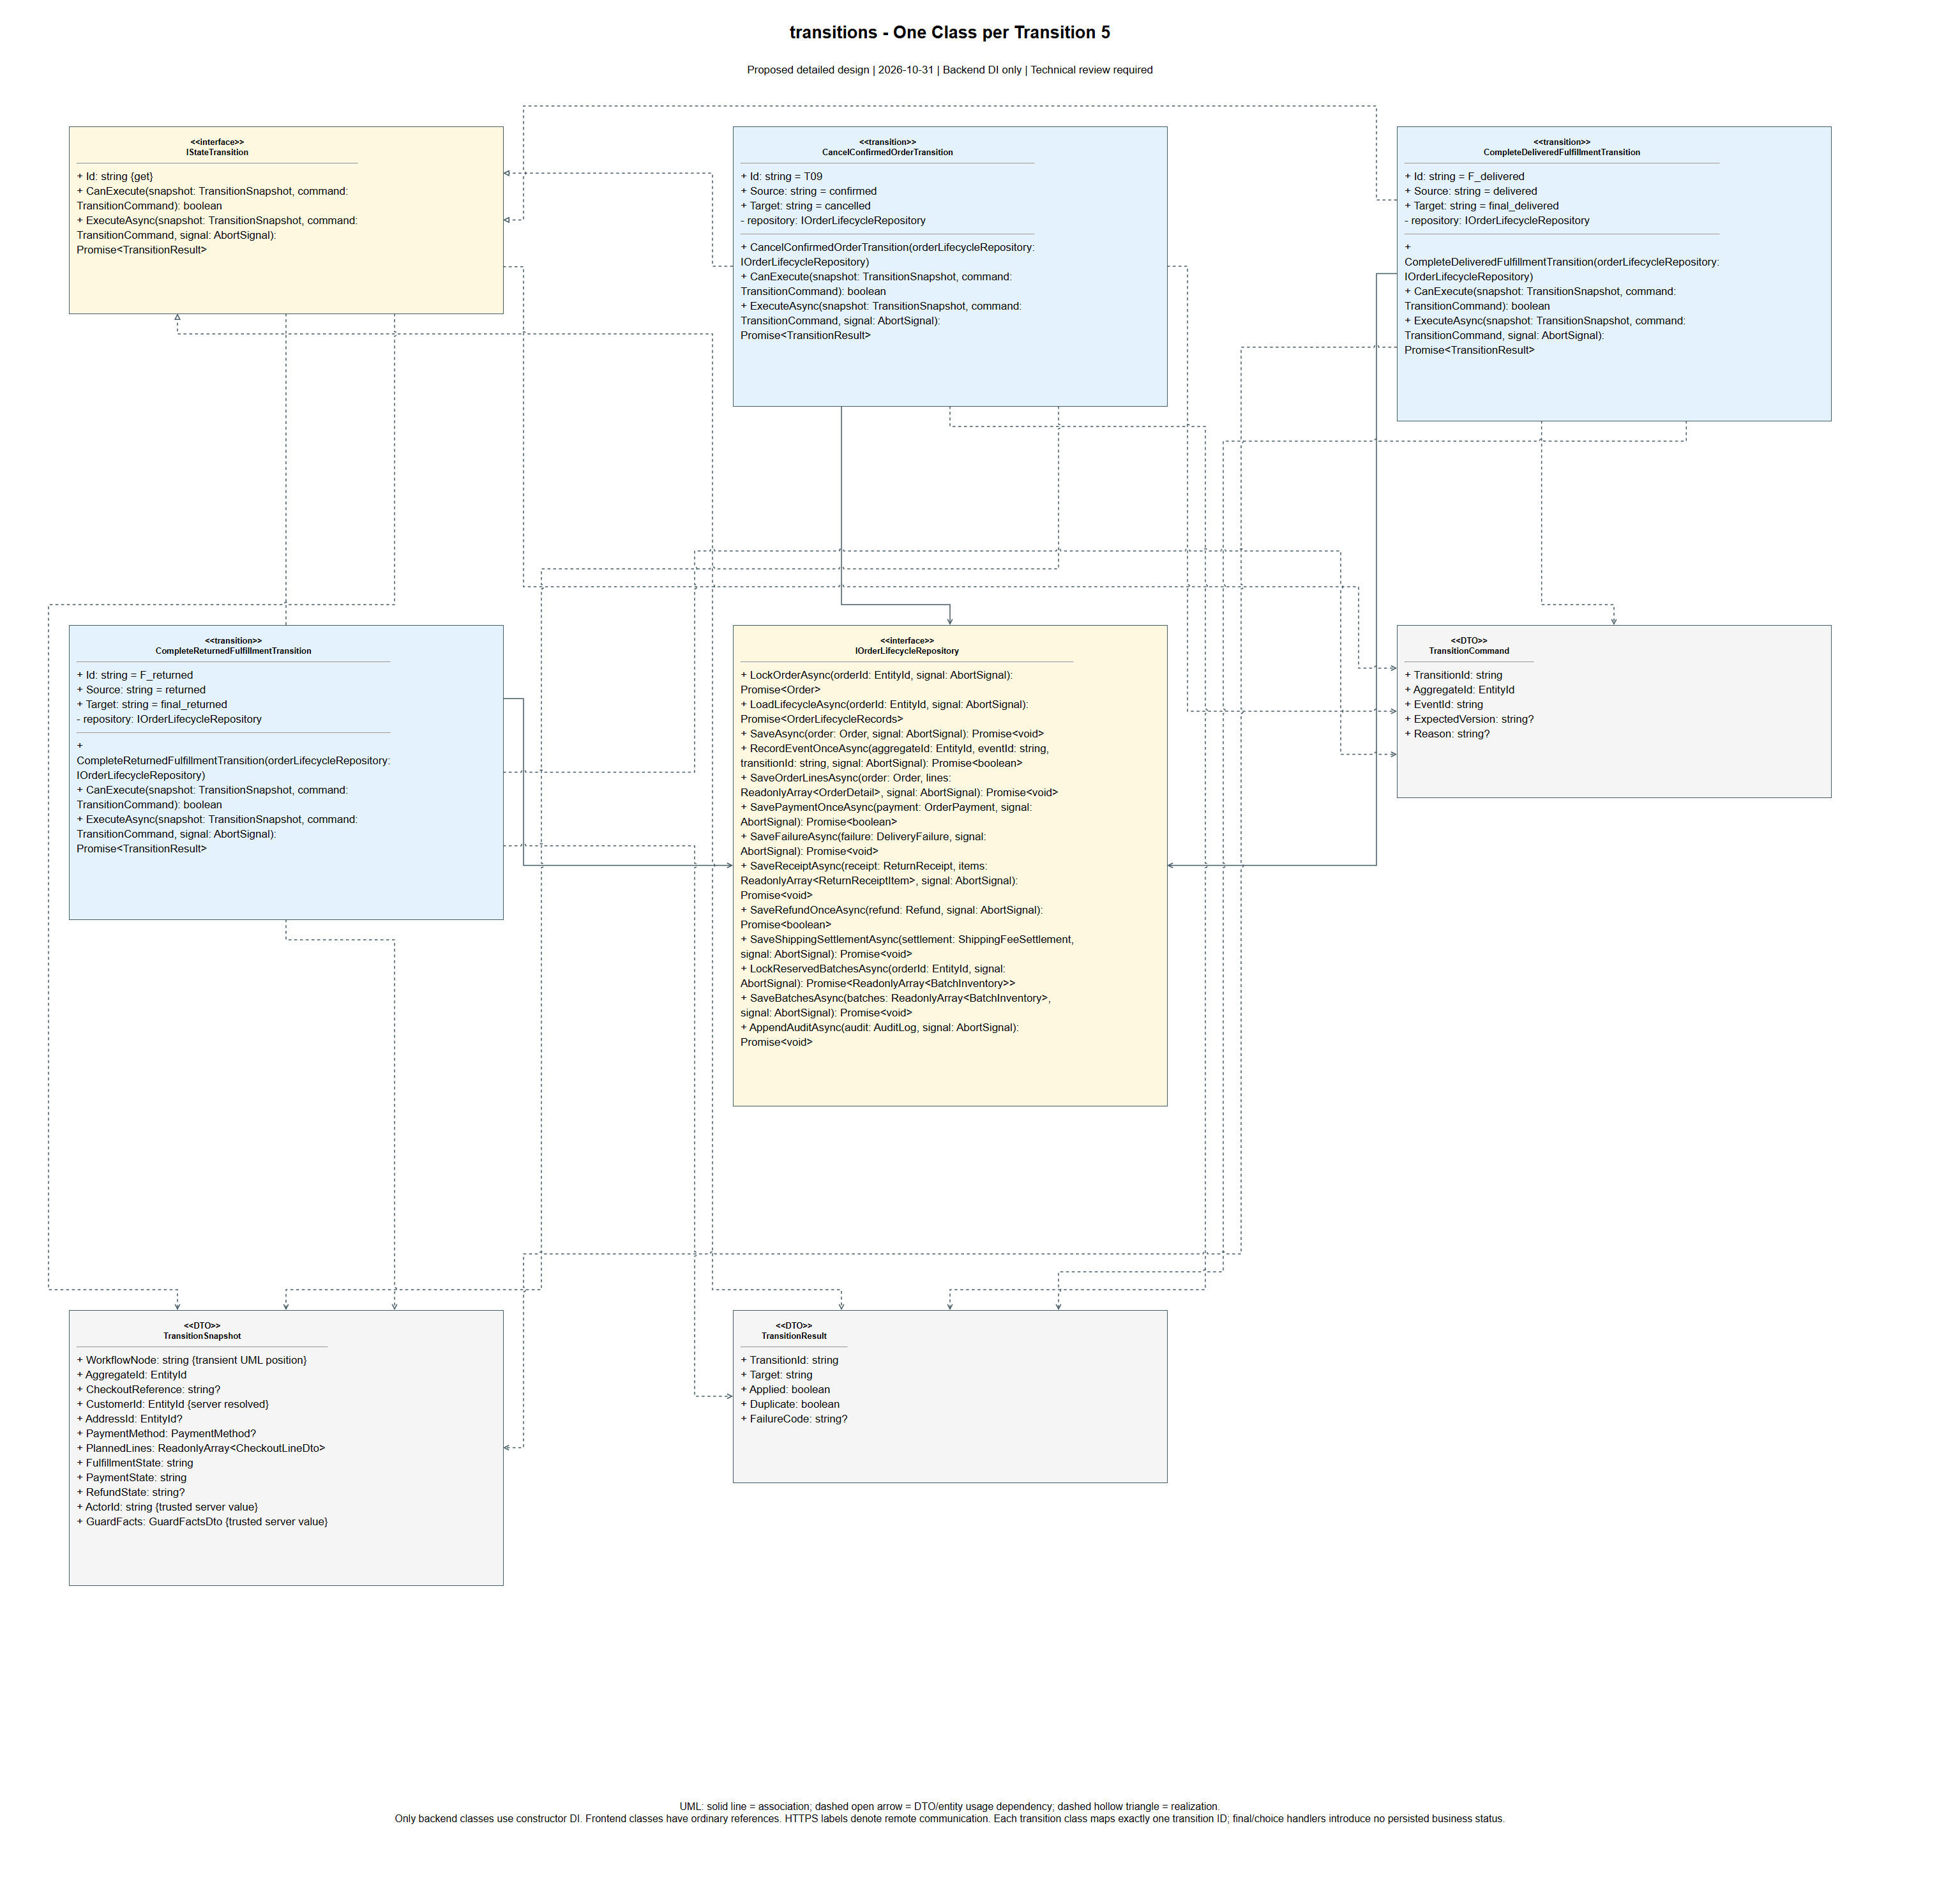 transitions - One Class per Transition 5
Proposed detailed design | 2026-10-31 | Backend DI only | Technical review required
<<interface>>
IStateTransition
+ Id: string {get}
+ CanExecute(snapshot: TransitionSnapshot, command:
TransitionCommand): boolean
+ ExecuteAsync(snapshot: TransitionSnapshot, command:
TransitionCommand, signal: AbortSignal):
Promise<TransitionResult>
<<transition>>
CancelConfirmedOrderTransition
+ Id: string = T09
+ Source: string = confirmed
+ Target: string = cancelled
- repository: IOrderLifecycleRepository
+ CancelConfirmedOrderTransition(orderLifecycleRepository:
IOrderLifecycleRepository)
+ CanExecute(snapshot: TransitionSnapshot, command:
TransitionCommand): boolean
+ ExecuteAsync(snapshot: TransitionSnapshot, command:
TransitionCommand, signal: AbortSignal):
Promise<TransitionResult>
<<transition>>
CompleteDeliveredFulfillmentTransition
+ Id: string = F_delivered
+ Source: string = delivered
+ Target: string = final_delivered
- repository: IOrderLifecycleRepository
+
CompleteDeliveredFulfillmentTransition(orderLifecycleRepository:
IOrderLifecycleRepository)
+ CanExecute(snapshot: TransitionSnapshot, command:
TransitionCommand): boolean
+ ExecuteAsync(snapshot: TransitionSnapshot, command:
TransitionCommand, signal: AbortSignal):
Promise<TransitionResult>
<<transition>>
CompleteReturnedFulfillmentTransition
+ Id: string = F_returned
+ Source: string = returned
+ Target: string = final_returned
- repository: IOrderLifecycleRepository
+
CompleteReturnedFulfillmentTransition(orderLifecycleRepository:
IOrderLifecycleRepository)
+ CanExecute(snapshot: TransitionSnapshot, command:
TransitionCommand): boolean
+ ExecuteAsync(snapshot: TransitionSnapshot, command:
TransitionCommand, signal: AbortSignal):
Promise<TransitionResult>
<<interface>>
IOrderLifecycleRepository
+ LockOrderAsync(orderId: EntityId, signal: AbortSignal):
Promise<Order>
+ LoadLifecycleAsync(orderId: EntityId, signal: AbortSignal):
Promise<OrderLifecycleRecords>
+ SaveAsync(order: Order, signal: AbortSignal): Promise<void>
+ RecordEventOnceAsync(aggregateId: EntityId, eventId: string,
transitionId: string, signal: AbortSignal): Promise<boolean>
+ SaveOrderLinesAsync(order: Order, lines:
ReadonlyArray<OrderDetail>, signal: AbortSignal): Promise<void>
+ SavePaymentOnceAsync(payment: OrderPayment, signal:
AbortSignal): Promise<boolean>
+ SaveFailureAsync(failure: DeliveryFailure, signal:
AbortSignal): Promise<void>
+ SaveReceiptAsync(receipt: ReturnReceipt, items:
ReadonlyArray<ReturnReceiptItem>, signal: AbortSignal):
Promise<void>
+ SaveRefundOnceAsync(refund: Refund, signal: AbortSignal):
Promise<boolean>
+ SaveShippingSettlementAsync(settlement: ShippingFeeSettlement,
signal: AbortSignal): Promise<void>
+ LockReservedBatchesAsync(orderId: EntityId, signal:
AbortSignal): Promise<ReadonlyArray<BatchInventory>>
+ SaveBatchesAsync(batches: ReadonlyArray<BatchInventory>,
signal: AbortSignal): Promise<void>
+ AppendAuditAsync(audit: AuditLog, signal: AbortSignal):
Promise<void>
<<DTO>>
TransitionCommand
+ TransitionId: string
+ AggregateId: EntityId
+ EventId: string
+ ExpectedVersion: string?
+ Reason: string?
<<DTO>>
TransitionSnapshot
+ WorkflowNode: string {transient UML position}
+ AggregateId: EntityId
+ CheckoutReference: string?
+ CustomerId: EntityId {server resolved}
+ AddressId: EntityId?
+ PaymentMethod: PaymentMethod?
+ PlannedLines: ReadonlyArray<CheckoutLineDto>
+ FulfillmentState: string
+ PaymentState: string
+ RefundState: string?
+ ActorId: string {trusted server value}
+ GuardFacts: GuardFactsDto {trusted server value}
<<DTO>>
TransitionResult
+ TransitionId: string
+ Target: string
+ Applied: boolean
+ Duplicate: boolean
+ FailureCode: string?
UML: solid line = association; dashed open arrow = DTO/entity usage dependency; dashed hollow triangle = realization.
Only backend classes use constructor DI. Frontend classes have ordinary references. HTTPS labels denote remote communication. Each transition class maps exactly one transition ID; final/choice handlers introduce no persisted business status.